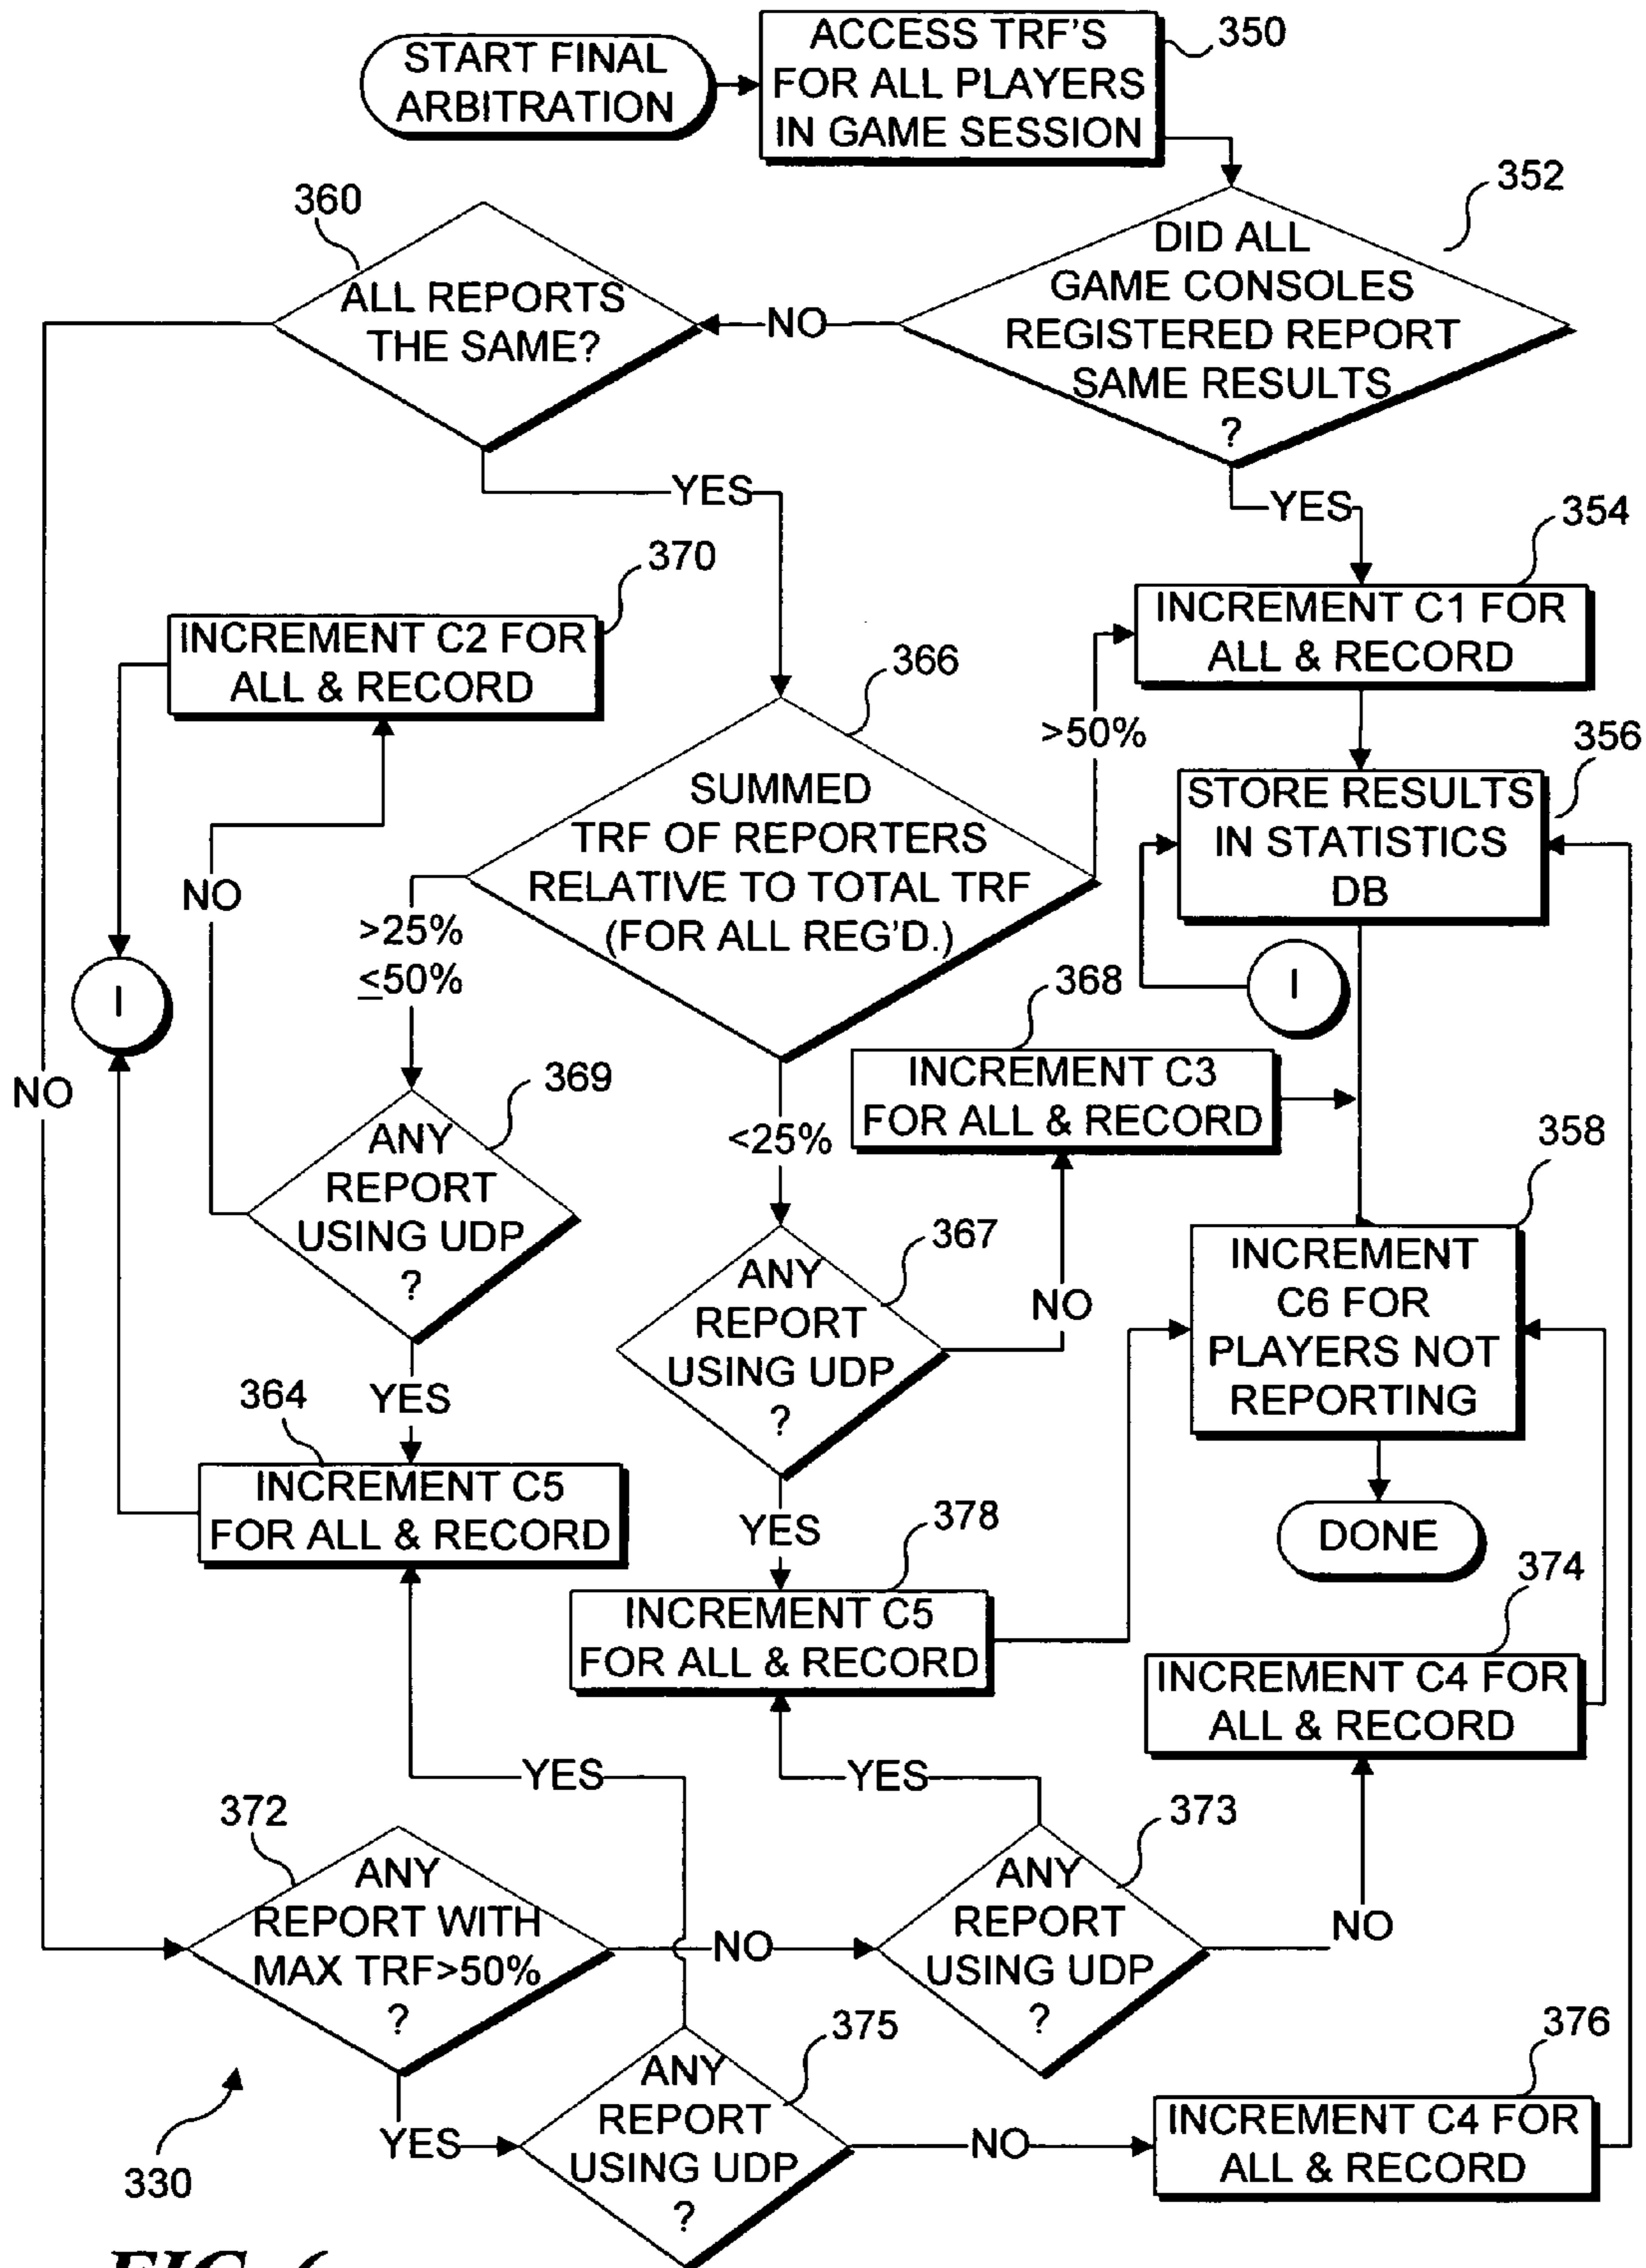 START FINAL
ARBITRATION
ACCESS TRF'S
FOR ALL PLAYERS
IN GAME SESSION
350
352
DID ALL
GAME CONSOLES
REGISTERED REPORT
SAME RESULTS
?
360
ALL REPORTS
THE SAME?
NO
YES
YES
354
INCREMENT C1 FOR
ALL & RECORD
370
INCREMENT C2 FOR
ALL & RECORD
366
SUMMED
TRF OF REPORTERS
RELATIVE TO TOTAL TRF
(FOR ALL REG'D.)
>50%
356
STORE RESULTS
IN STATISTICS
DB
NO
>25%
≤50%
I
I
368
INCREMENT C3
FOR ALL & RECORD
NO
369
ANY
REPORT
USING UDP
?
<25%
358
INCREMENT
C6 FOR
PLAYERS NOT
REPORTING
367
ANY
REPORT
USING UDP
?
NO
364
YES
INCREMENT C5
FOR ALL & RECORD
YES
378
INCREMENT C5
FOR ALL & RECORD
DONE
374
INCREMENT C4 FOR
ALL & RECORD
YES
YES
372
ANY
REPORT WITH
MAX TRF>50%
?
NO
373
ANY
REPORT
USING UDP
?
NO
375
ANY
REPORT
USING UDP
?
YES
NO
376
INCREMENT C4 FOR
ALL & RECORD
330
FIG. 6